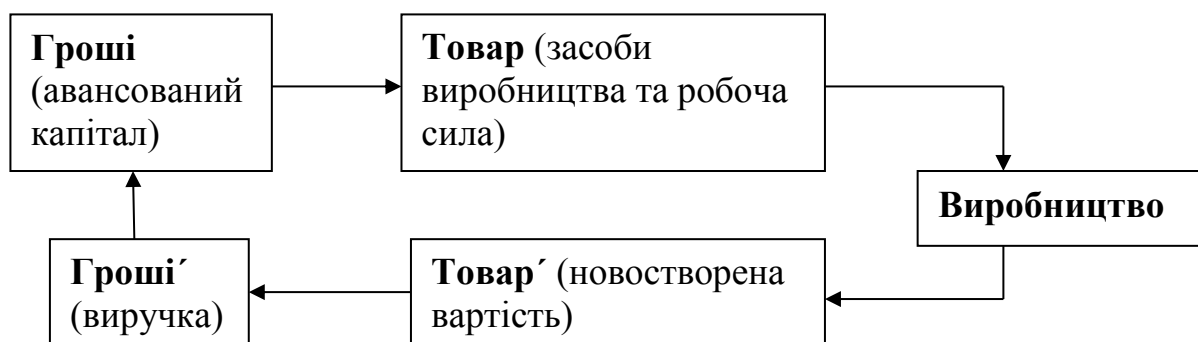 Гроші
(авансований
капітал)
Товар (засоби
виробництва та робоча
сила)
Виробництво
Товар´ (новостворена
вартість)
Гроші´
(виручка)